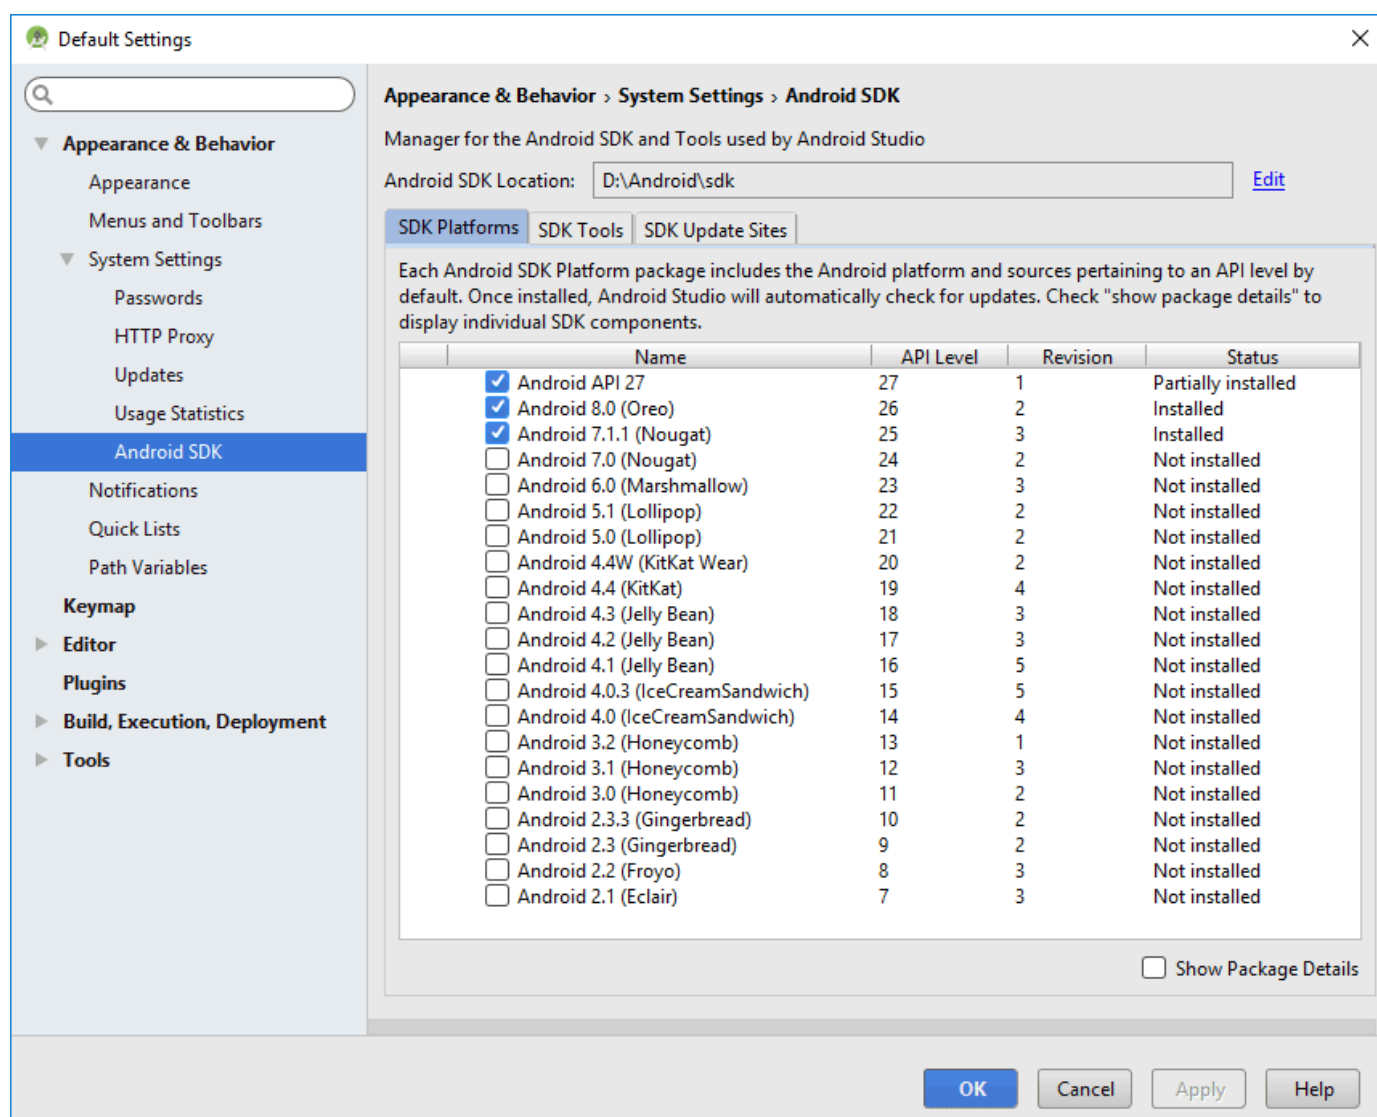 Default Settings
Appearance & Behavior
Appearance
Menus and Toolbars
System Settings
Passwords
HTTP Proxy
Updates
Usage Statistics
Android SDK
Notifications
Quick Lists
Path Variables
Keymap
Editor
Plugins
Build, Execution, Deployment
Tools
Appearance & Behavior › System Settings › Android SDK
Manager for the Android SDK and Tools used by Android Studio
Android SDK Location: D:\Android\sdk Edit
SDK Platforms SDK Tools SDK Update Sites
Each Android SDK Platform package includes the Android platform and sources pertaining to an API level by
default. Once installed, Android Studio will automatically check for updates. Check "show package details" to
display individual SDK components.
Name API Level Revision Status
Android API 27 27 1 Partially installed
Android 8.0 (Oreo) 26 2 Installed
Android 7.1.1 (Nougat) 25 3 Installed
Android 7.0 (Nougat) 24 2 Not installed
Android 6.0 (Marshmallow) 23 3 Not installed
Android 5.1 (Lollipop) 22 2 Not installed
Android 5.0 (Lollipop) 21 2 Not installed
Android 4.4W (KitKat Wear) 20 2 Not installed
Android 4.4 (KitKat) 19 4 Not installed
Android 4.3 (Jelly Bean) 18 3 Not installed
Android 4.2 (Jelly Bean) 17 3 Not installed
Android 4.1 (Jelly Bean) 16 5 Not installed
Android 4.0.3 (IceCreamSandwich) 15 5 Not installed
Android 4.0 (IceCreamSandwich) 14 4 Not installed
Android 3.2 (Honeycomb) 13 1 Not installed
Android 3.1 (Honeycomb) 12 3 Not installed
Android 3.0 (Honeycomb) 11 2 Not installed
Android 2.3.3 (Gingerbread) 10 2 Not installed
Android 2.3 (Gingerbread) 9 2 Not installed
Android 2.2 (Froyo) 8 3 Not installed
Android 2.1 (Eclair) 7 3 Not installed
Show Package Details
OK Cancel Apply Help